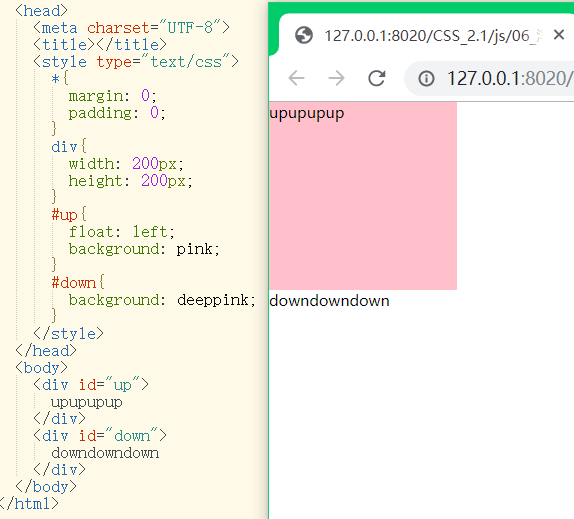 <head>
<meta charset="UTF-8">
<title></title>
<style type="text/css">
*{
margin: 0;
padding: 0;
}
div{
width: 200px;
height: 200px;
}
#up{
float: left;
background: pink;
}
#down{
background: deeppink;
}
</style>
</head>
<body>
<div id="up">
upupupup
</div>
<div id="down">
downdowndown
</div>
</body>
</html>
127.0.0.1:8020/CSS_2.1/js/06_
127.0.0.1:8020/
upupupup
downdowndown